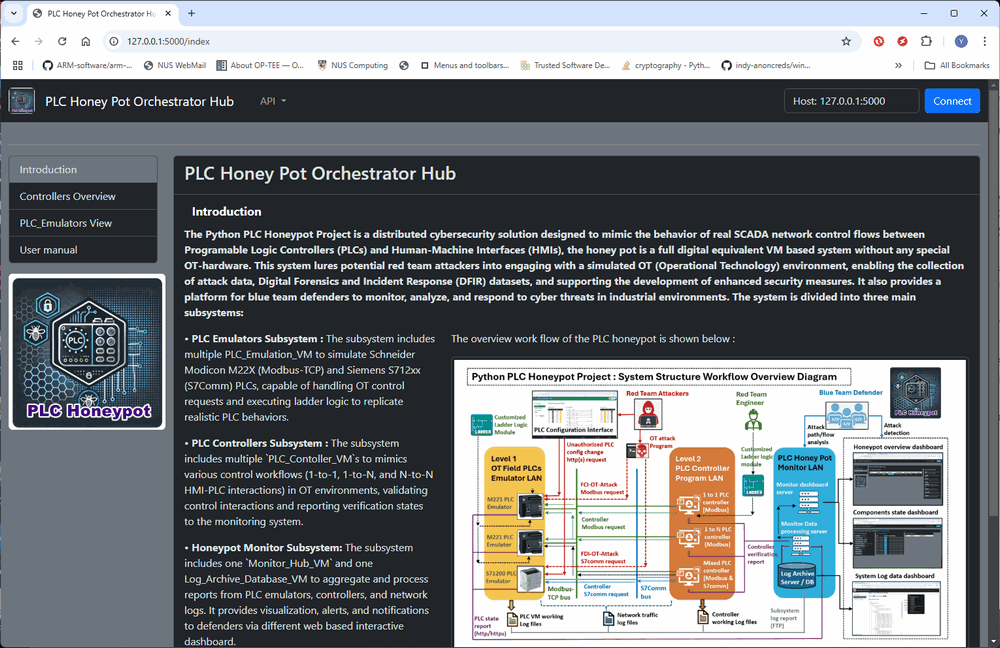 PLC Honey Pot Orchestrator Hu
127.0.0.1:5000/index
ARM-software/arm-...
NUS WebMail
About OP-TEE — O...
NUS Computing
Menus and toolbars...
Trusted Software De...
cryptography - Pyth...
indy-anoncreds/win...
All Bookmarks
PLC Honey Pot Orchestrator Hub
API
Host: 127.0.0.1:5000
Connect
Introduction
Controllers Overview
PLC_Emulators View
User manual
PLC
PLC Honeypot
PLC Honey Pot Orchestrator Hub
Introduction
The Python PLC Honeypot Project is a distributed cybersecurity solution designed to mimic the behavior of real SCADA network control flows between
Programable Logic Controllers (PLCs) and Human-Machine Interfaces (HMIs), the honey pot is a full digital equivalent VM based system without any special
OT-hardware. This system lures potential red team attackers into engaging with a simulated OT (Operational Technology) environment, enabling the collection
of attack data, Digital Forensics and Incident Response (DFIR) datasets, and supporting the development of enhanced security measures. It also provides a
platform for blue team defenders to monitor, analyze, and respond to cyber threats in industrial environments. The system is divided into three main
subsystems:
• PLC Emulators Subsystem : The subsystem includes
multiple PLC_Emulation_VM to simulate Schneider
Modicon M22X (Modbus-TCP) and Siemens S712xx
(S7Comm) PLCs, capable of handling OT control
requests and executing ladder logic to replicate
realistic PLC behaviors.
• PLC Controllers Subsystem : The subsystem
includes multiple `PLC_Contoller_VM`s to mimics
various control workflows (1-to-1, 1-to-N, and N-to-N
HMI-PLC interactions) in OT environments, validating
control interactions and reporting verification states
to the monitoring system.
• Honeypot Monitor Subsystem: The subsystem
includes one `Monitor_Hub_VM` and one
Log_Archive_Database_VM to aggregate and process
reports from PLC emulators, controllers, and network
logs. It provides visualization, alerts, and notifications
to defenders via different web based interactive
dashboard.
The overview work flow of the PLC honeypot is shown below :
Python PLC Honeypot Project : System Structure Workflow Overview Diagram
PLC Honeypot
Customized
Ladder Logic
Module
LADDER
PLC Configuration Interface
Red Team Attackers
Unauthorized PLC
config change
http(s) request
OT attack
Program
Red Team
Engineer
Customized
Ladder logic
module
LADDER
Blue Team Defender
Attack
path/flow
analysis
Attack
detection
Level 1
OT Field PLCs
Emulator LAN
M221 PLC
Emulator
M221 PLC
Emulator
S71200 PLC
Emulator
FCI-OT-Attack
Modbus request
Controller
Modbus request
FDI-OT-Attack
S7comm request
Controller
S7comm request
Modbus-
TCP bus
S7Comm
bus
Level 2
PLC Controller
Program LAN
1 to 1 PLC
controller
(Modbus)
1 to N PLC
controller
(Modbus)
Mixed PLC
controller
(Modbus &
S7comm)
Controller
verification
report
PLC Honey Pot
Monitor LAN
Monitor dashboard
server
Monitor Data
processing server
Log Archive
Server / DB
Honeypot overview dashboard
Components state dashboard
System Log data dashboard
PLC state
report
(http/https)
PLC VM working
Log files
Network traffic
log files
Controller
working Log files
Subsystem
log report
(FTP)